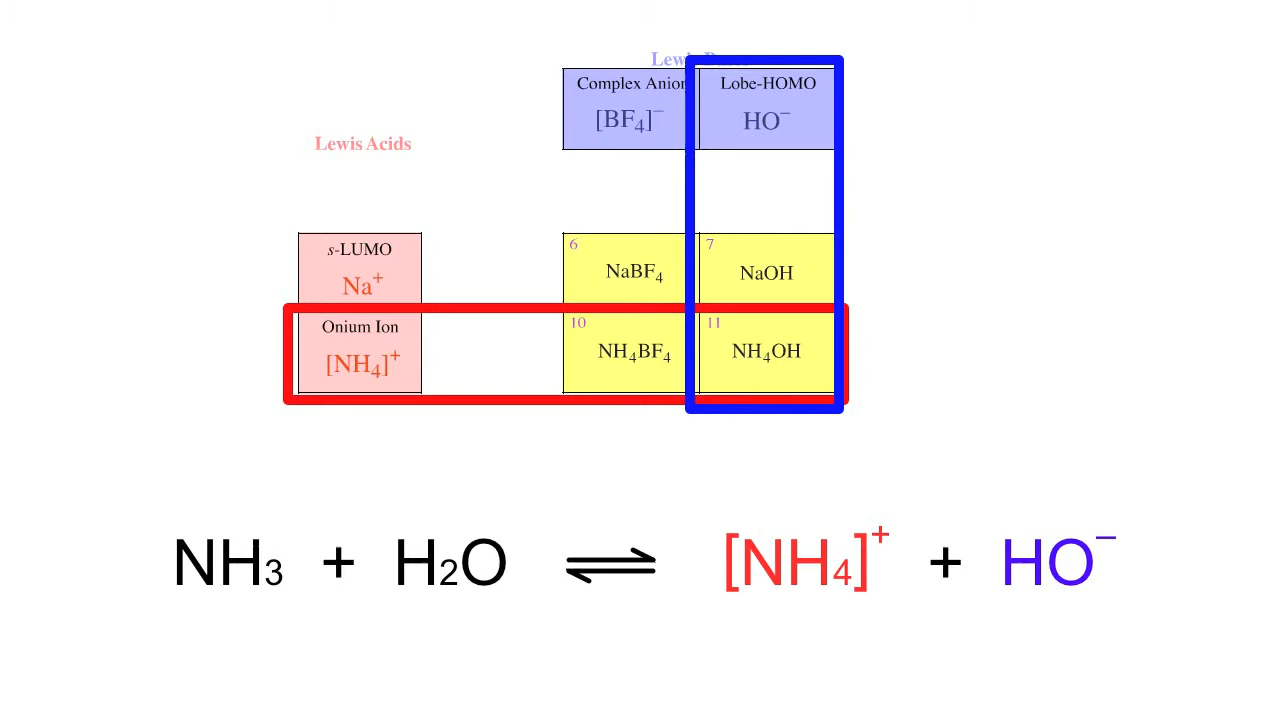 Lewis
Complex Anion
Lobe-HOMO
[BF₄]⁻
HO⁻
Lewis Acids
s-LUMO
Na⁺
6
NaBF₄
7
NaOH
Onium Ion
[NH₄]⁺
10
NH₄BF₄
11
NH₄OH
NH₃ + H₂O ⇌ [NH₄]⁺ + HO⁻